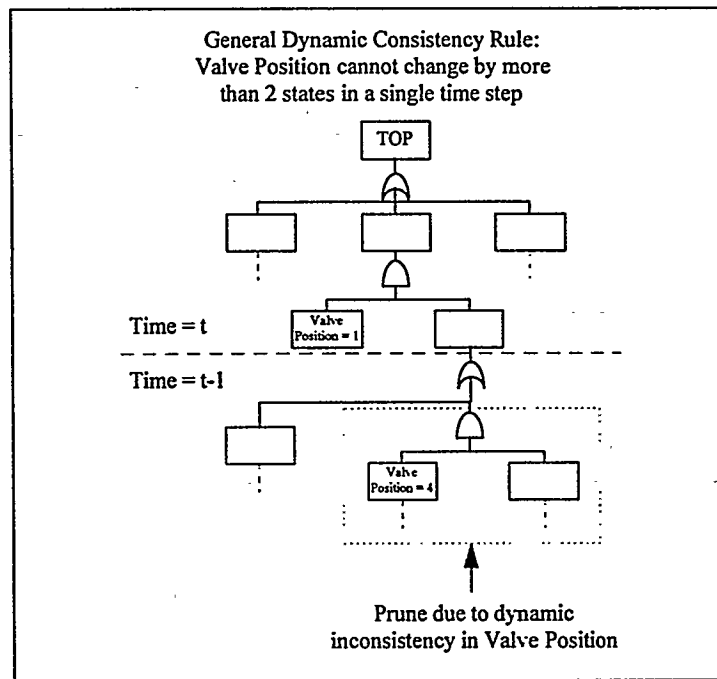 General Dynamic Consistency Rule:
Valve Position cannot change by more
than 2 states in a single time step
TOP
Time = t
Valve
Position = 1
Time = t-1
Valve
Position = 4
Prune due to dynamic
inconsistency in Valve Position